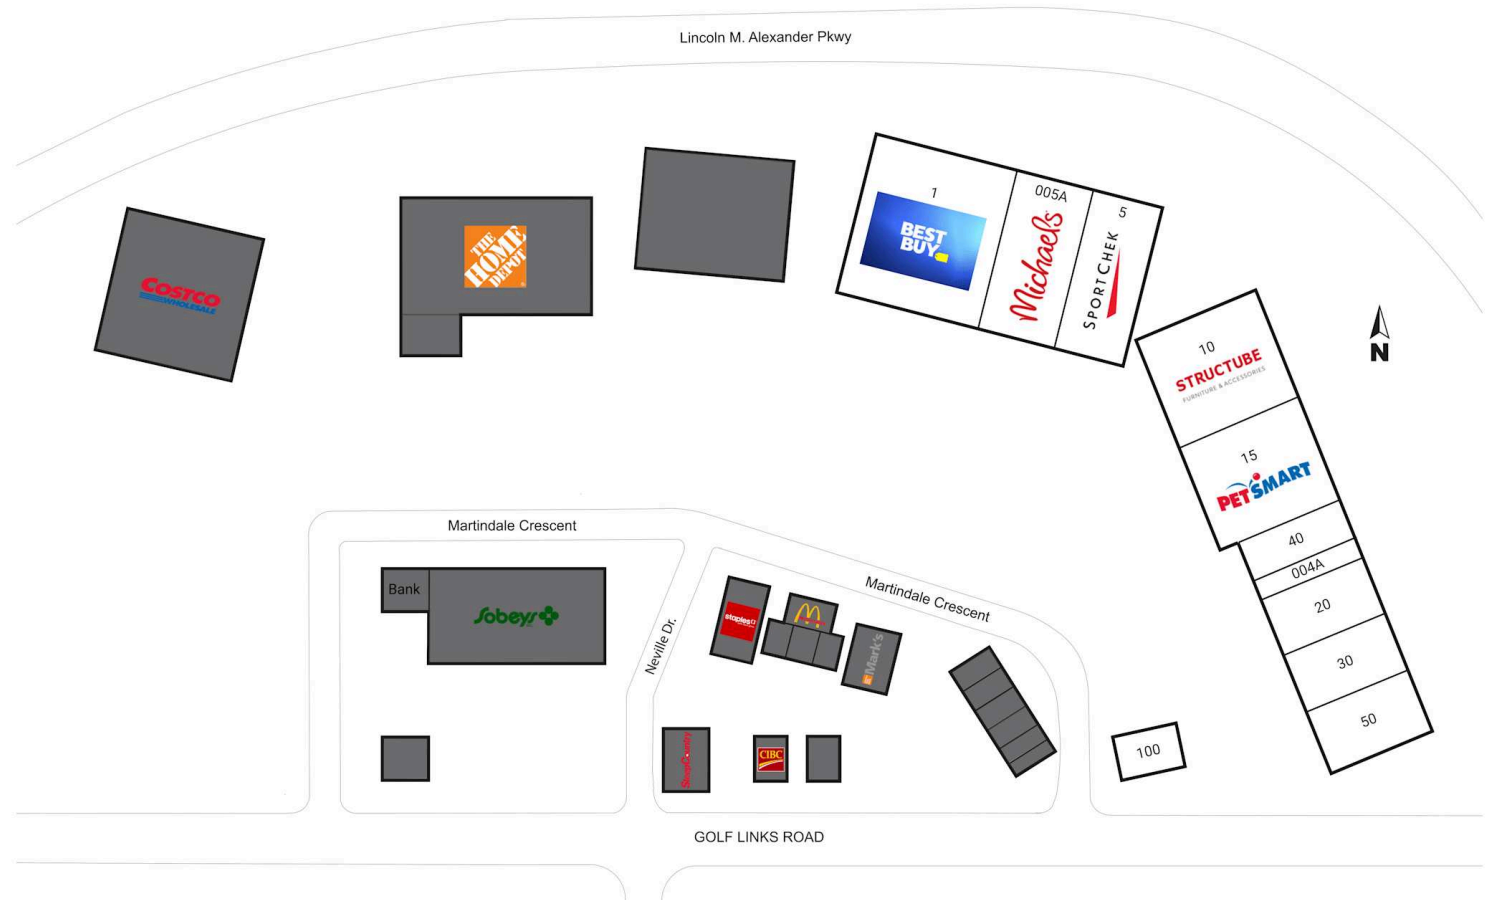 Lincoln M. Alexander Pkwy
COSTCO
WHOLESALE
THE
HOME
DEPOT
1
BEST
BUY
005A
Michaels
5
SPORTCHEK
N
10
STRUCTUBE
FURNITURE & ACCESSORIES
15
PETSMART
40
004A
20
30
50
100
Martindale Crescent
Bank
Sobeys
Neville Dr.
Martindale Crescent
staples
Mark's
Sleep Country
CIBC
GOLF LINKS ROAD